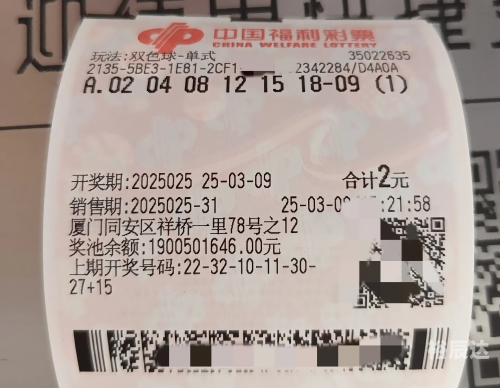 中国福利彩票
CHINA WELFARE LOTTERY
玩法:双色球-单式 35022635
2135-5BE3-1E81-2CF1- 2342284/D4A0A
A.02 04 08 12 15 18-09 (1)
开奖期:2025025 25-03-09 合计2元
销售期:2025025-31 25-03-0 :21:58
厦门同安区祥桥一里78号之12
奖池余额:1900501646.00元
上期开奖号码:22-32-10-11-30-
27+15